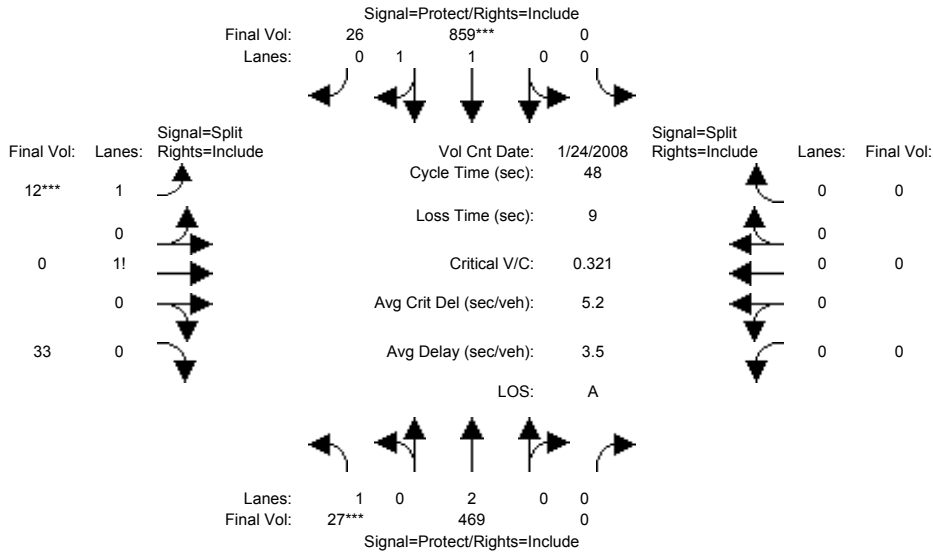 Signal=Protect/Rights=Include
Final Vol: 26 859*** 0
Lanes: 0 1 1 0 0
Signal=Split
Final Vol: Lanes: Rights=Include
Vol Cnt Date: 1/24/2008
Signal=Split
Rights=Include Lanes: Final Vol:
Cycle Time (sec): 48
12*** 1 0 0
Loss Time (sec): 9
0 0
0 1! Critical V/C: 0.321 0 0
0 Avg Crit Del (sec/veh): 5.2 0
33 0 Avg Delay (sec/veh): 3.5 0 0
LOS: A
Lanes: 1 0 2 0 0
Final Vol: 27*** 469 0
Signal=Protect/Rights=Include